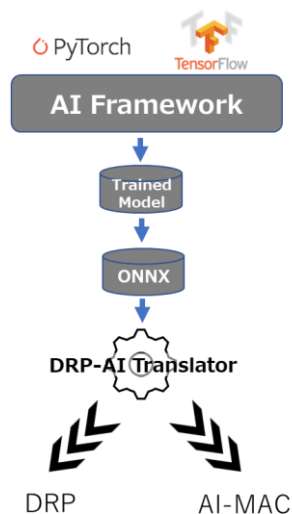 PyTorch
TensorFlow
AI Framework
Trained
Model
ONNX
DRP-AI Translator
DRP
AI-MAC